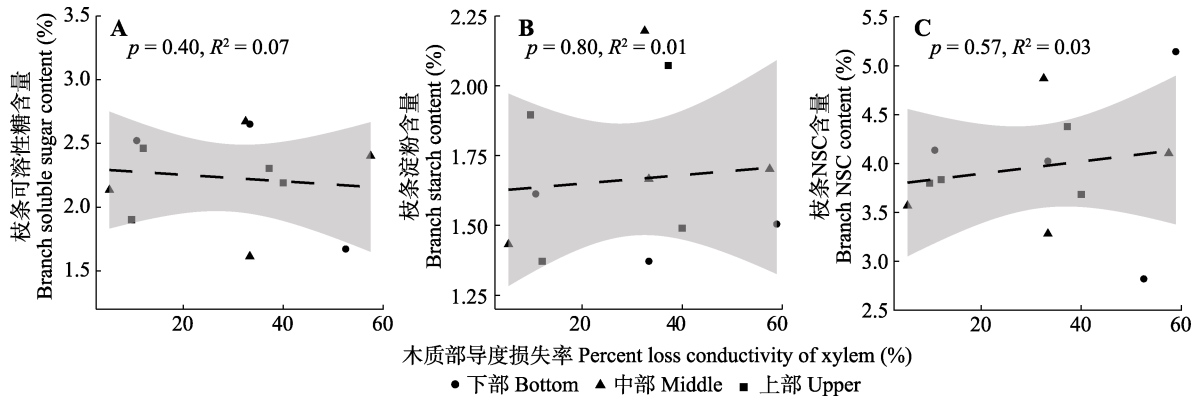 A
p = 0.40, R² = 0.07
枝条可溶性糖含量
Branch soluble sugar content (%)
3.5
3.0
2.5
2.0
1.5
20
40
60
B
p = 0.80, R² = 0.01
枝条淀粉含量
Branch starch content (%)
2.25
2.00
1.75
1.50
1.25
20
40
60
C
p = 0.57, R² = 0.03
枝条NSC含量
Branch NSC content (%)
5.5
5.0
4.5
4.0
3.5
3.0
2.5
20
40
60
木质部导度损失率 Percent loss conductivity of xylem (%)
下部 Bottom 中部 Middle 上部 Upper